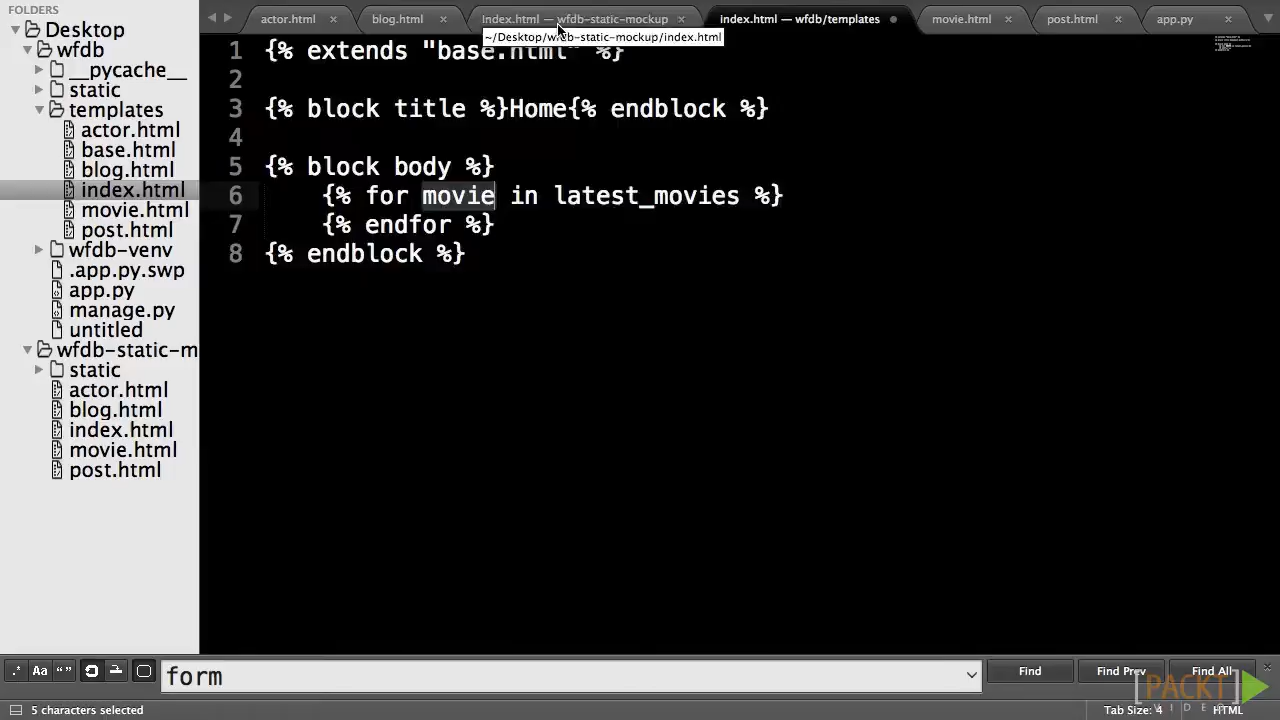 FOLDERS
Desktop
wfdb
__pycache__
static
templates
actor.html
base.html
blog.html
index.html
movie.html
post.html
wfdb-venv
.app.py.swp
app.py
manage.py
untitled
wfdb-static-m
static
actor.html
blog.html
index.html
movie.html
post.html
actor.html × blog.html × index.html — wfdb-static-mockup × index.html — wfdb/templates movie.html × post.html × app.py ×
~/Desktop/wfdb-static-mockup/index.html
1 {% extends "base.html" %}
2
3 {% block title %}Home{% endblock %}
4
5 {% block body %}
6 {% for movie in latest_movies %}
7 {% endfor %}
8 {% endblock %}
.* Aa “” form Find Find Prev Find All ×
PACKT
VIDEO
5 characters selected Tab Size: 4 HTML